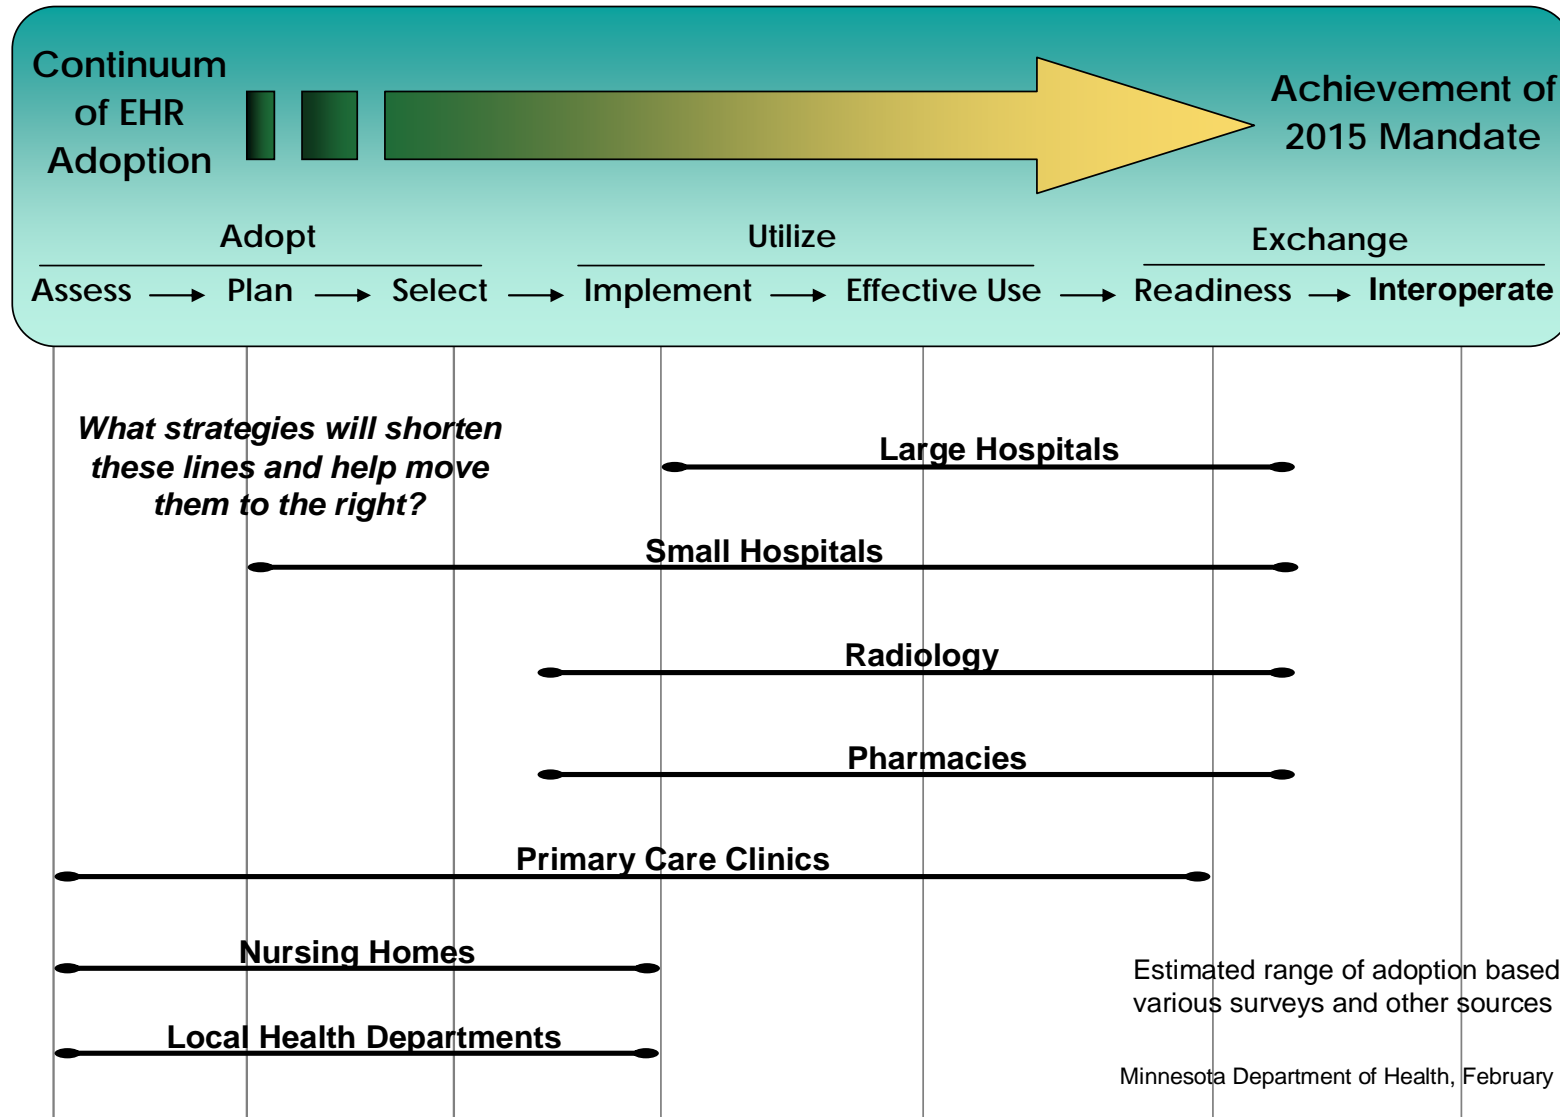 Continuum
of EHR
Adoption
Achievement of
2015 Mandate
Adopt
Utilize
Exchange
Assess → Plan → Select → Implement → Effective Use → Readiness → Interoperate
What strategies will shorten
these lines and help move
them to the right?
Large Hospitals
Small Hospitals
Radiology
Pharmacies
Primary Care Clinics
Nursing Homes
Local Health Departments
Estimated range of adoption based
various surveys and other sources
Minnesota Department of Health, February